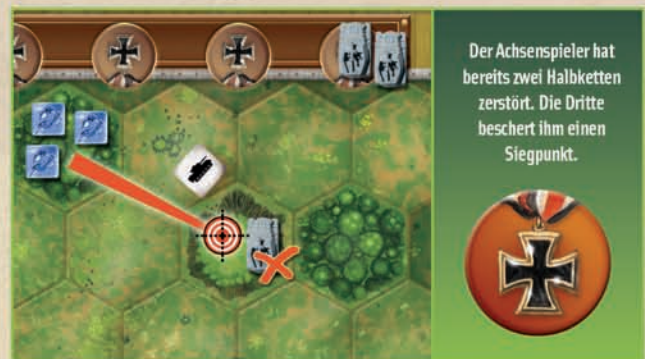 Der Achsenspieler hat
bereits zwei Halbketten
zerstört. Die Dritte
beschert ihm einen
Siegpunkt.